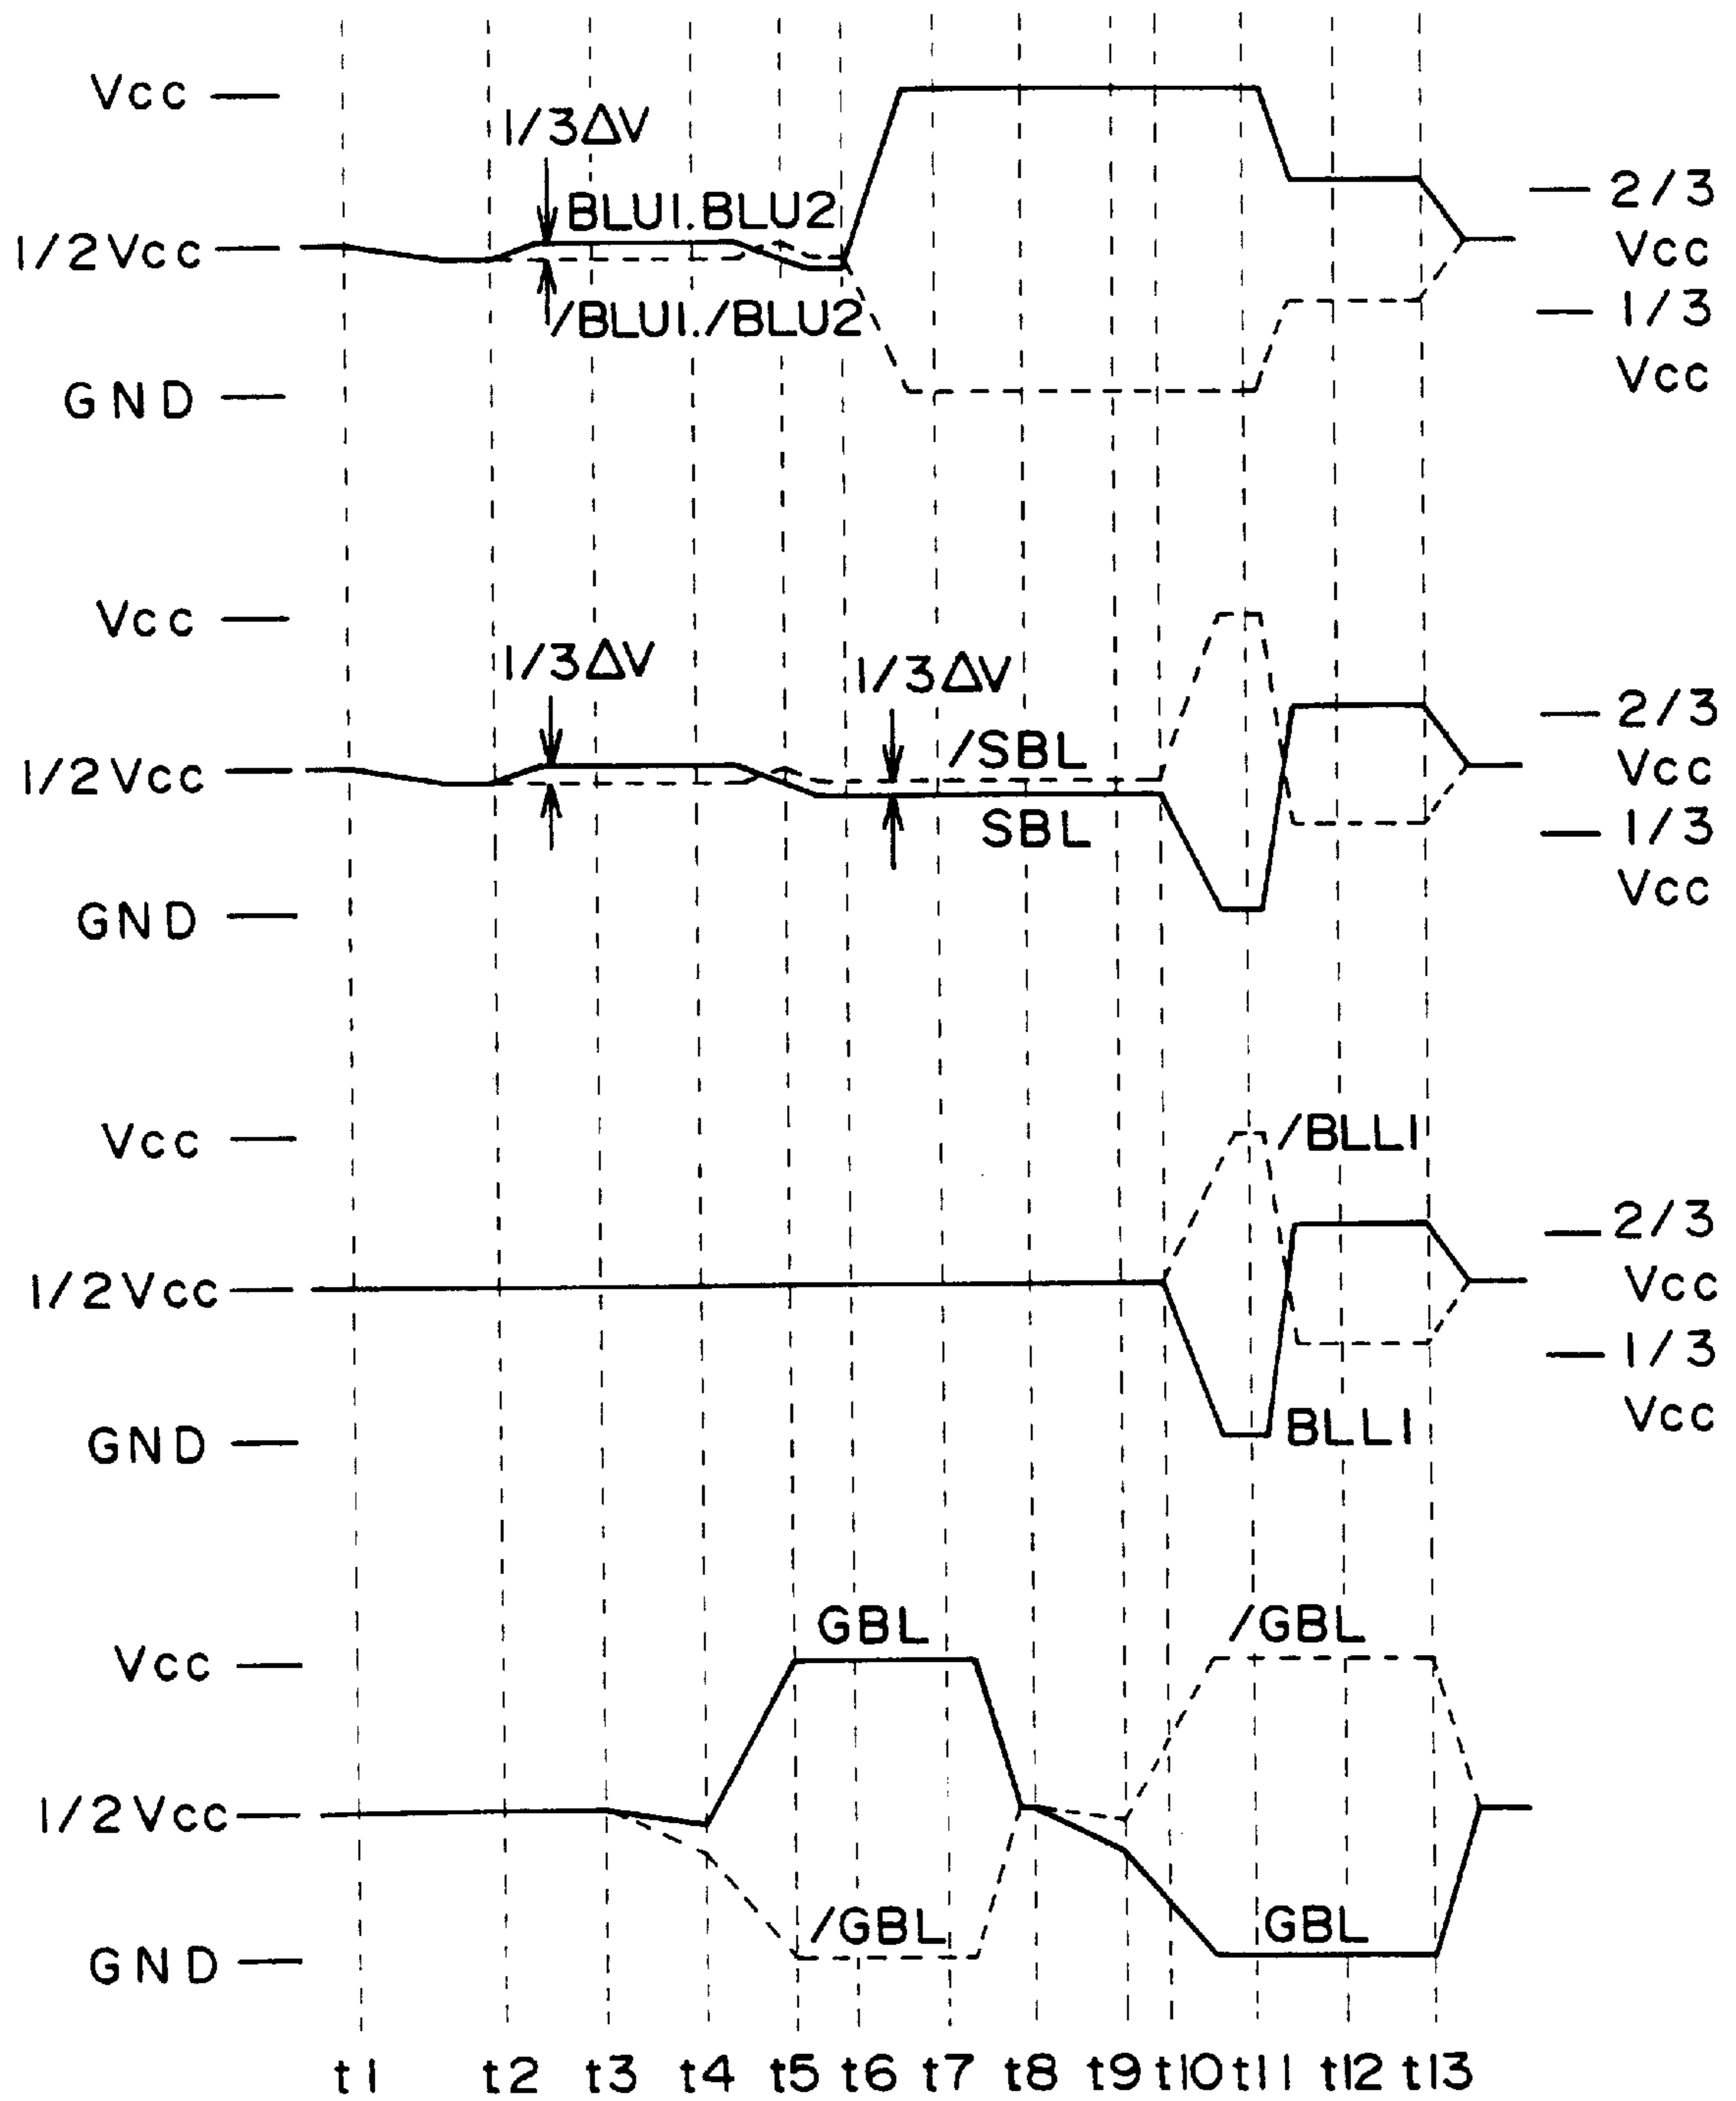 Vcc
1/3ΔV
BLU1.BLU2
1/2Vcc
/BLU1./BLU2
GND
2/3
Vcc
1/3
Vcc
Vcc
1/3ΔV
1/3ΔV
/SBL
1/2Vcc
SBL
GND
2/3
Vcc
1/3
Vcc
Vcc
/BLL1
1/2Vcc
BLL1
GND
2/3
Vcc
1/3
Vcc
GBL
/GBL
Vcc
1/2Vcc
/GBL
GBL
GND
t1 t2 t3 t4 t5 t6 t7 t8 t9 t10 t11 t12 t13